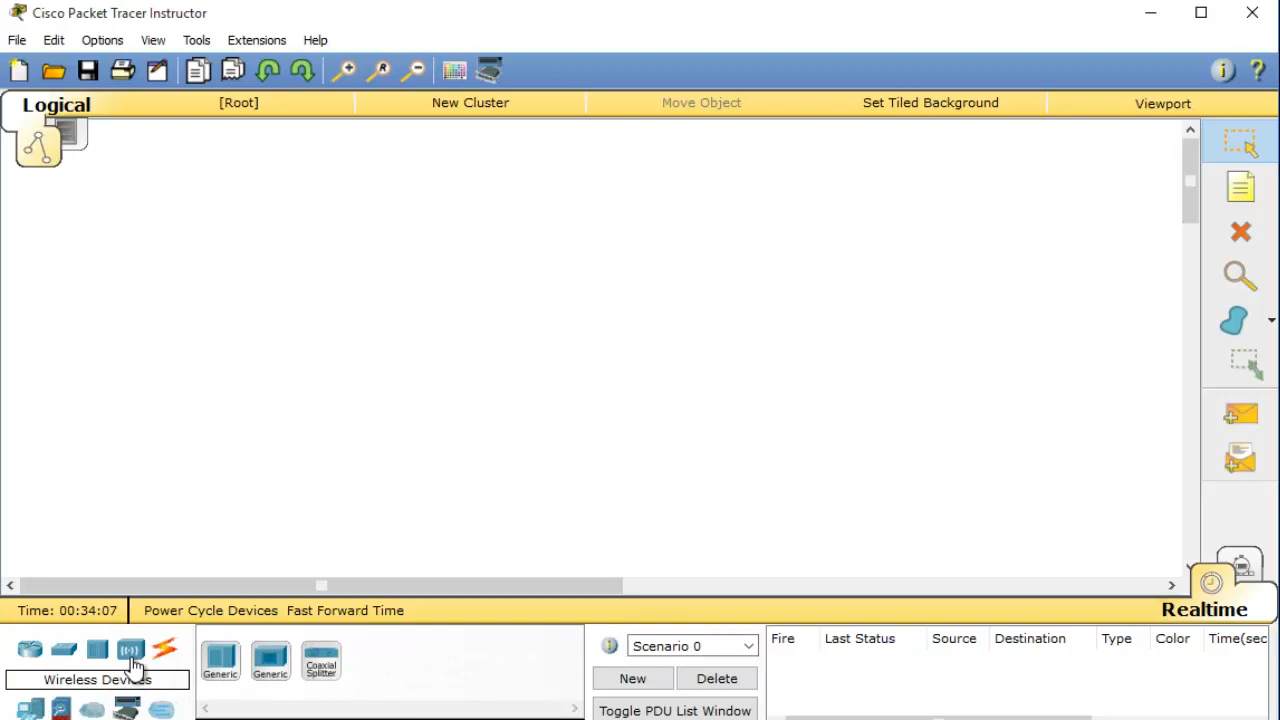 Cisco Packet Tracer Instructor
File Edit Options View Tools Extensions Help
Logical [Root] New Cluster Move Object Set Tiled Background Viewport
Time: 00:34:07 Power Cycle Devices Fast Forward Time Realtime
Generic Generic Coaxial Splitter
Wireless Devices
Scenario 0
New Delete
Toggle PDU List Window
Fire Last Status Source Destination Type Color Time(sec